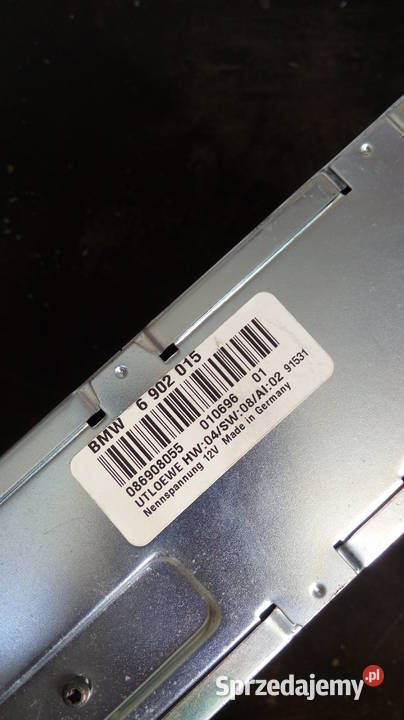 BMW 6 902 015
086908055 010696 01
UTLOEWE HW:04/SW:08/AI:02 91531
Nennspannung 12V Made in Germany
Sprzedajemy.pl